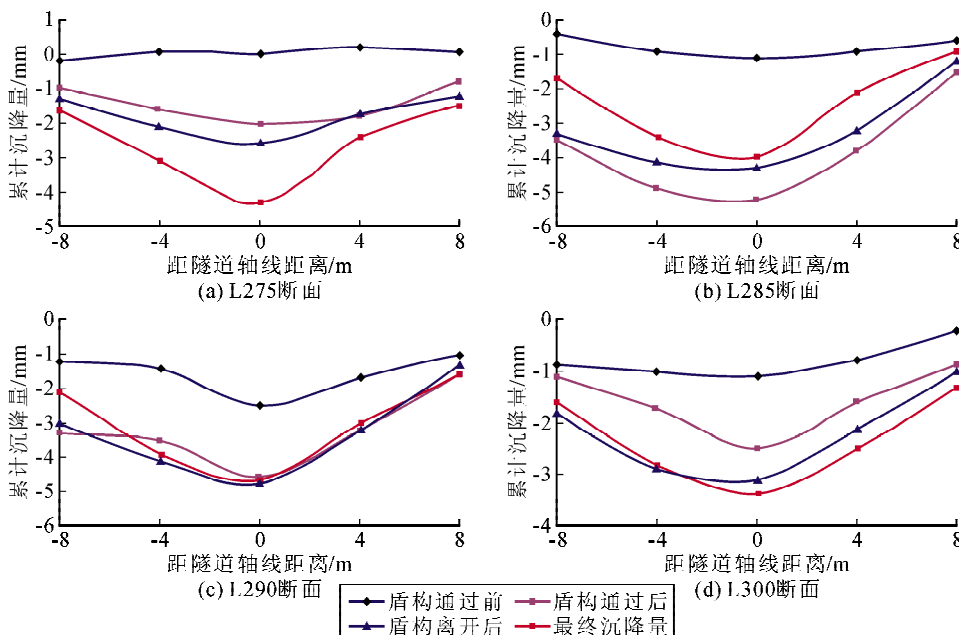 累计沉降量/mm
1
0
-1
-2
-3
-4
-5
-8 -4 0 4 8
距隧道轴线距离/m
(a) L275断面
累计沉降量/mm
0
-1
-2
-3
-4
-5
-6
-8 -4 0 4 8
距隧道轴线距离/m
(b) L285断面
累计沉降量/mm
0
-1
-2
-3
-4
-5
-6
-8 -4 0 4 8
距隧道轴线距离/m
(c) L290断面
累计沉降量/mm
0
-1
-2
-3
-4
-8 -4 0 4 8
距隧道轴线距离/m
(d) L300断面
盾构通过前 盾构通过后
盾构离开后 最终沉降量